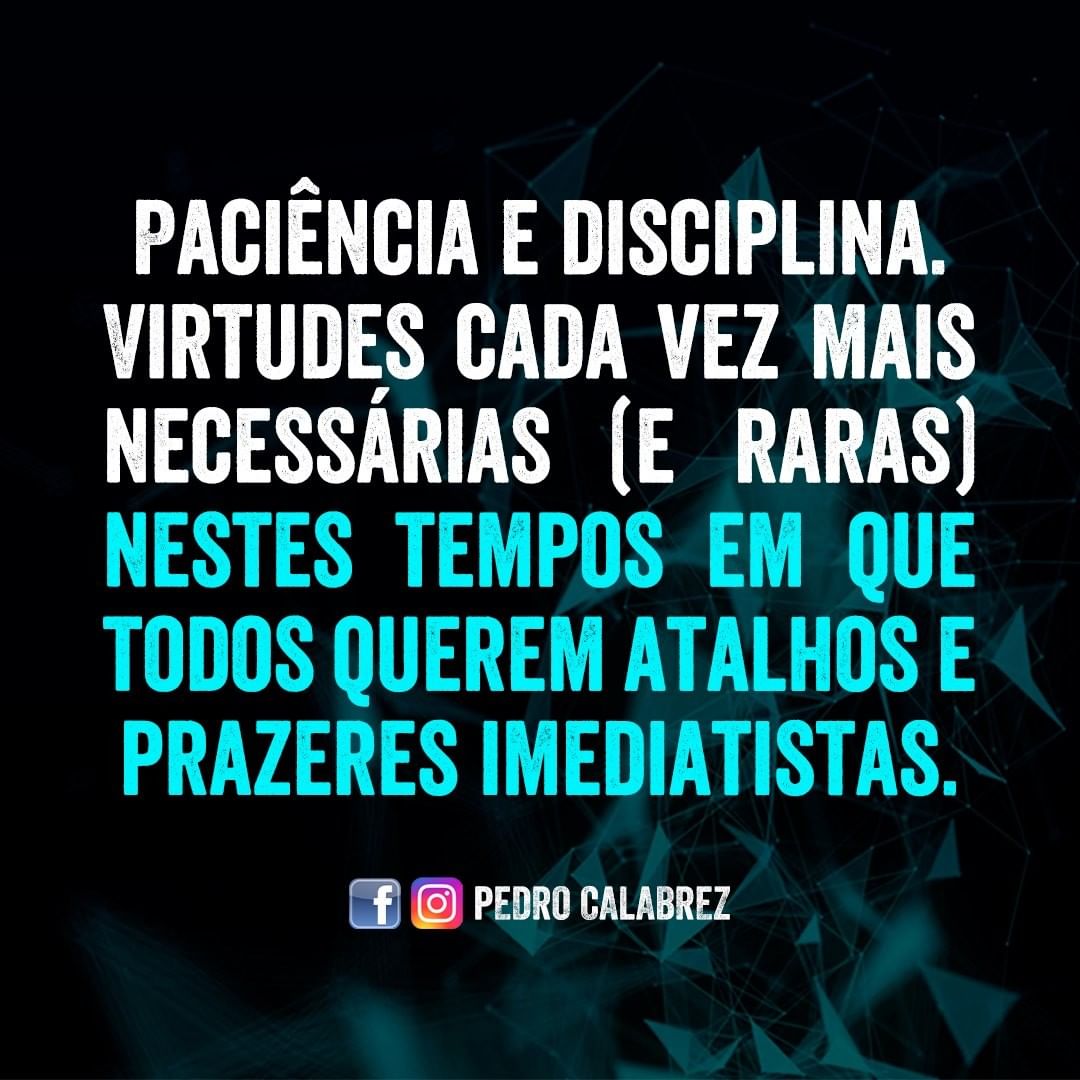 PACIÊNCIA E DISCIPLINA.
VIRTUDES CADA VEZ MAIS
NECESSÁRIAS (E RARAS)
NESTES TEMPOS EM QUE
TODOS QUEREM ATALHOS E
PRAZERES IMEDIATISTAS.
f PEDRO CALABREZ